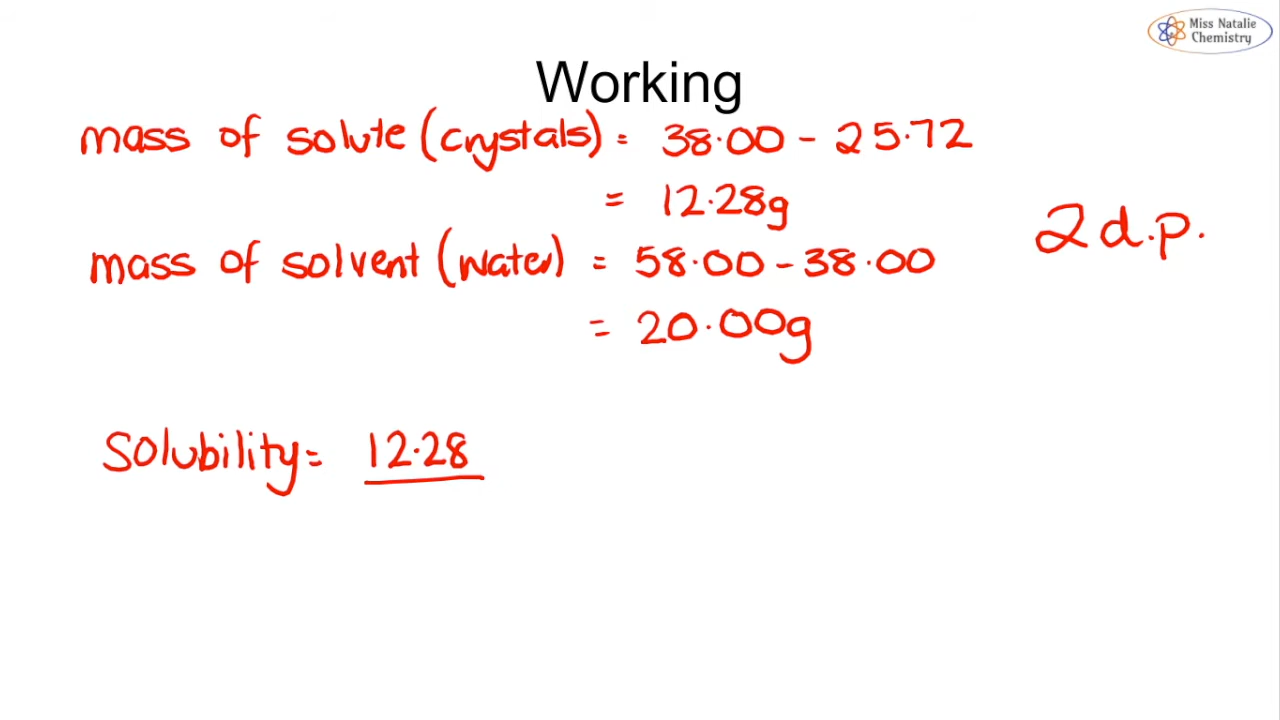 Miss Natalie
Chemistry
Working
mass of solute (crystals) = 38.00 - 25.72
= 12.28g
2 d.p.
mass of solvent (water) = 58.00 - 38.00
= 20.00g
Solubility = 12.28